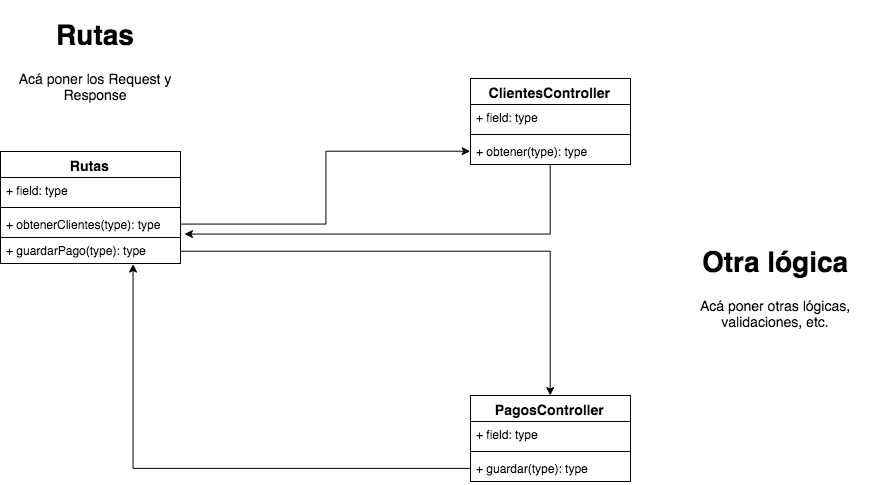 Rutas
Acá poner los Request y
Response
Rutas
+ field: type
+ obtenerClientes(type): type
+ guardarPago(type): type
ClientesController
+ field: type
+ obtener(type): type
Otra lógica
Acá poner otras lógicas,
validaciones, etc.
PagosController
+ field: type
+ guardar(type): type